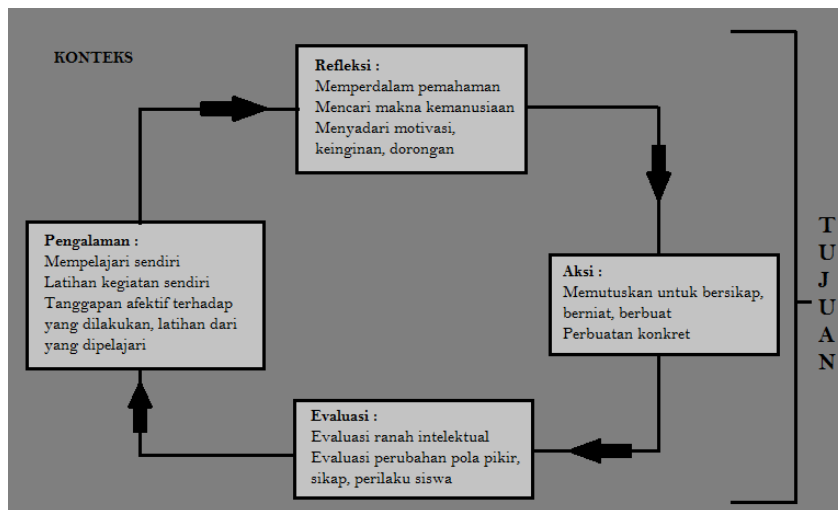 KONTEKS
Refleksi :
Memperdalam pemahaman
Mencari makna kemanusiaan
Menyadari motivasi,
keinginan, dorongan
Pengalaman :
Mempelajari sendiri
Latihan kegiatan sendiri
Tanggapan afektif terhadap
yang dilakukan, latihan dari
yang dipelajari
Aksi :
Memutuskan untuk bersikap,
berniat, berbuat
Perbuatan konkret
Evaluasi :
Evaluasi ranah intelektual
Evaluasi perubahan pola pikir,
sikap, perilaku siswa
TUJUAN